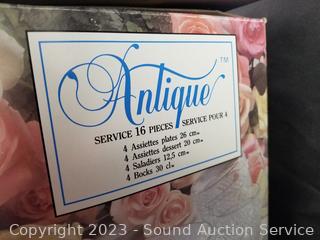 Antique ™
SERVICE 16 PIECES SERVICE POUR 4
4 Assiettes plates 26 cm.
4 Assiettes dessert 20 cm.
4 Saladiers 12,5 cm.
4 Bocks 30 cl.
Copyright 2023 - Sound Auction Service